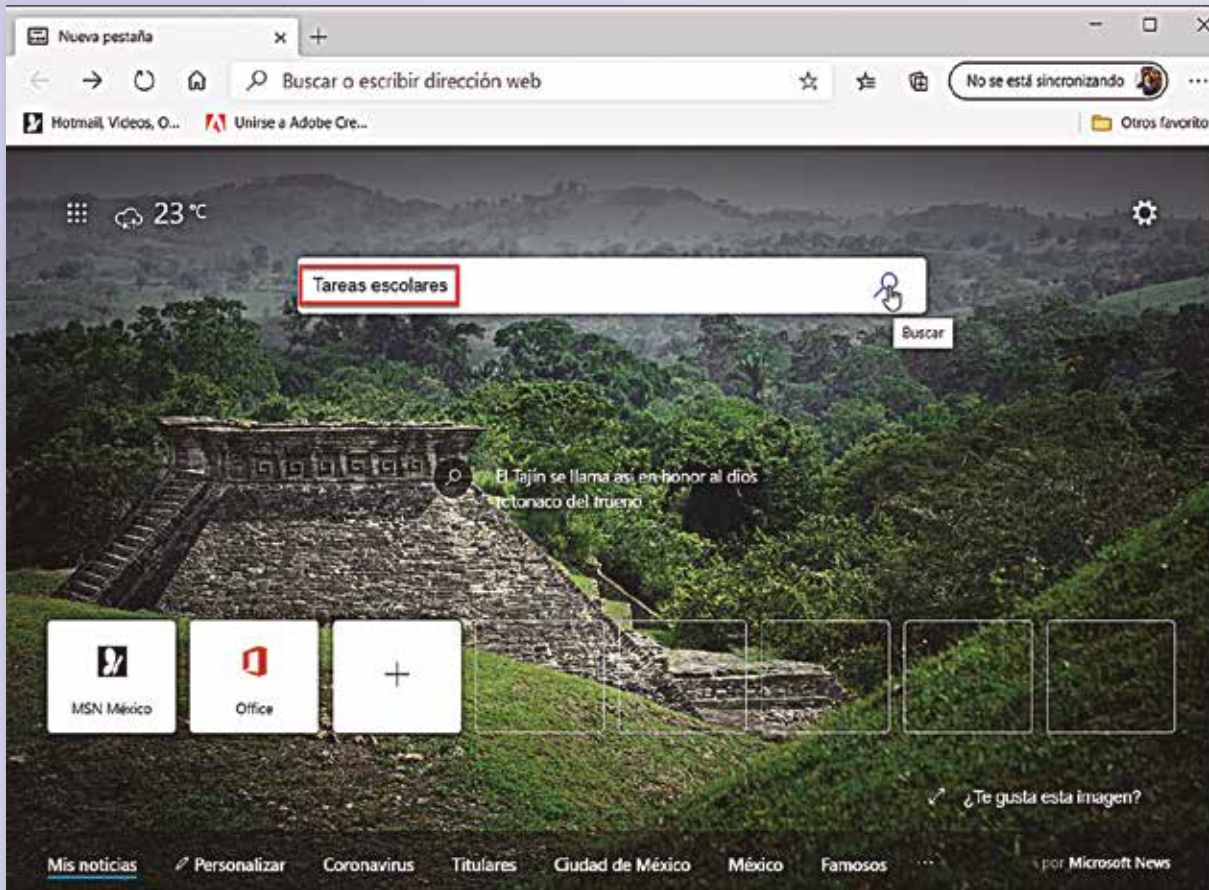 Nueva pestaña
Buscar o escribir dirección web
No se está sincronizando
Hotmail, Videos, O...
Unirse a Adobe Cre...
Otros favorito
23 °C
Tareas escolares
Buscar
El Tajín se llama así en honor al dios
totonaco del trueno
MSN México
Office
¿Te gusta esta imagen?
Mis noticias
Personalizar
Coronavirus
Titulares
Ciudad de México
México
Famosos
...
por Microsoft News